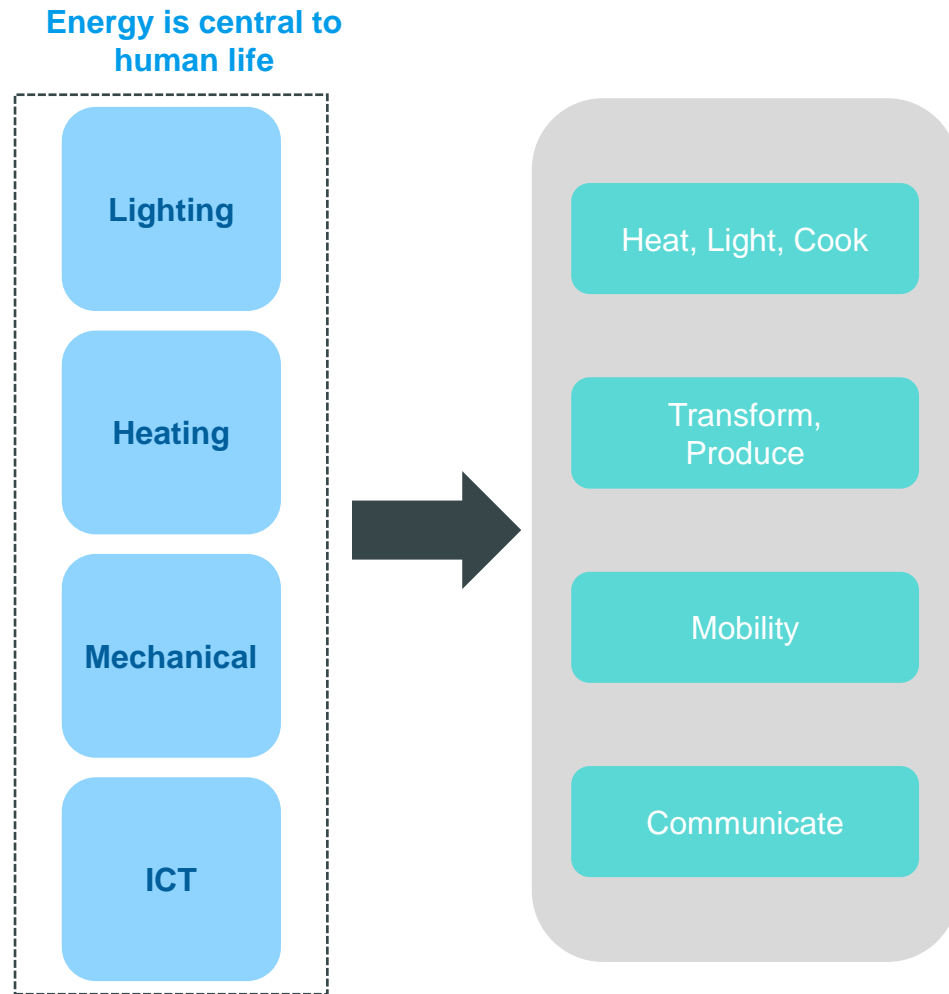 Energy is central to
human life
Lighting
Heating
Mechanical
ICT
Heat, Light, Cook
Transform,
Produce
Mobility
Communicate